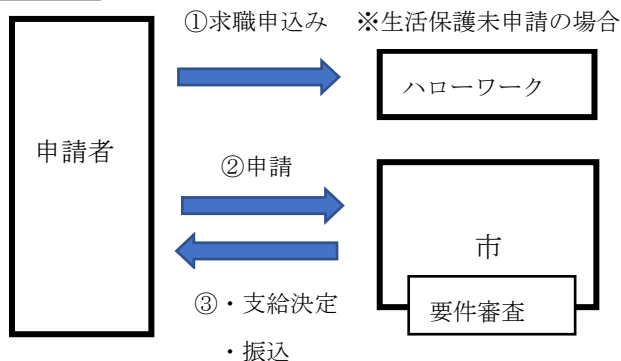 ①求職申込み ※生活保護未申請の場合
ハローワーク
申請者
②申請
市
要件審査
③・支給決定
・振込